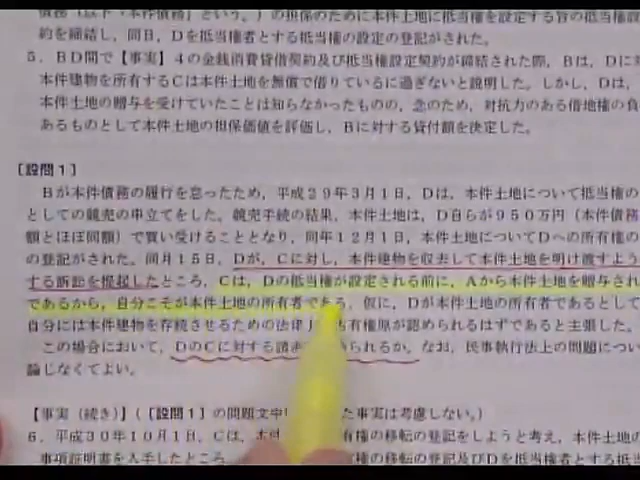 債務（以下「本件債務」という。）の担保のために本件土地に抵当権を設定する旨の抵当権設
約を締結し，同日，Ｄを抵当権者とする抵当権の設定の登記がされた。
５．ＢＤ間で【事実】４の金銭消費貸借契約及び抵当権設定契約が締結された際，Ｂは，Ｄに対
本件建物を所有するＣは本件土地を無償で借りているに過ぎないと説明した。しかし，Ｄは，
本件土地の贈与を受けていたことは知らなかったものの，念のため，対抗力のある借地権の負
あるものとして本件土地の担保価値を評価し，Ｂに対する貸付額を決定した。
〔設問１〕
Ｂが本件債務の履行を怠ったため，平成２９年３月１日，Ｄは，本件土地について抵当権の
としての競売の申立てをした。競売手続の結果，本件土地は，Ｄ自らが９５０万円（本件債務
額とほぼ同額）で買い受けることとなり，同年１２月１日，本件土地についてＤへの所有権の
の登記がされた。同月１５日，Ｄが，Ｃに対し，本件建物を収去して本件土地を明け渡すよう
する訴訟を提起したところ，Ｃは，Ｄの抵当権が設定される前に，Ａから本件土地を贈与され
であるから，自分こそが本件土地の所有者である，仮に，Ｄが本件土地の所有者であるとして
自分には本件建物を存続させるための法律 占有権原が認められるはずであると主張した。
この場合において，ＤのＣに対する請求 められるか。なお，民事執行法上の問題につい
論じなくてよい。
【事実（続き）】（〔設問１〕の問題文中 た事実は考慮しない。）
６．平成３０年１０月１日，Ｃは，本件 有権の移転の登記をしようと考え，本件土地の
事項証明書を入手したところ， の移転の登記及びＤを抵当権者とする抵